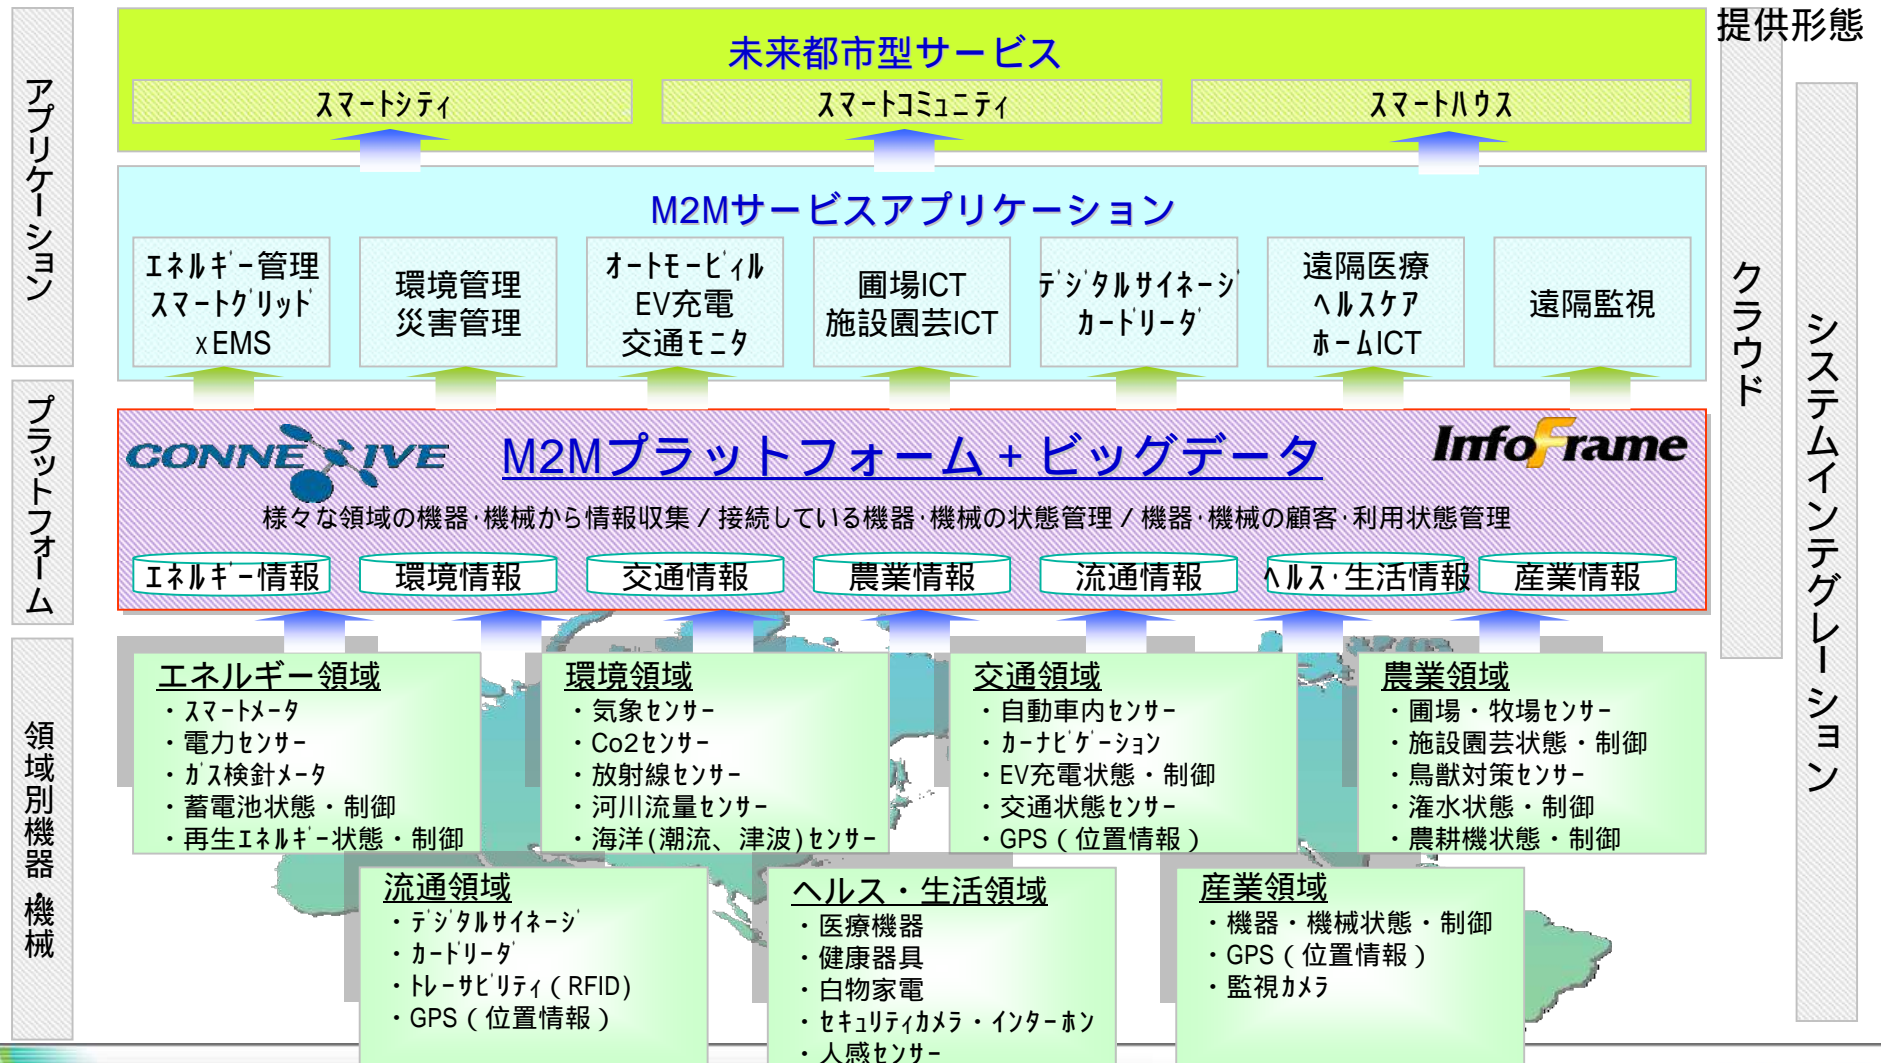 提供形態
アプリケーション
プラットフォーム
領域別機器・機械
クラウド
システムインテグレーション
未来都市型サービス
ｽﾏｰﾄｼﾃｨ
ｽﾏｰﾄｺﾐｭﾆﾃｨ
ｽﾏｰﾄﾊｳｽ
M2Mサービスアプリケーション
ｴﾈﾙｷﾞｰ管理
ｽﾏｰﾄｸﾞﾘｯﾄﾞ
xEMS
環境管理
災害管理
ｵｰﾄﾓｰﾋﾞｨﾙ
EV充電
交通ﾓﾆﾀ
圃場ICT
施設園芸ICT
ﾃﾞｼﾞﾀﾙｻｲﾈｰｼﾞ
ｶｰﾄﾞﾘｰﾀﾞ
遠隔医療
ﾍﾙｽｹｱ
ﾎｰﾑICT
遠隔監視
CONNEXIVE
M2Mプラットフォーム+ビッグデータ
InfoFrame
様々な領域の機器･機械から情報収集 / 接続している機器･機械の状態管理 / 機器･機械の顧客･利用状態管理
ｴﾈﾙｷﾞｰ情報
環境情報
交通情報
農業情報
流通情報
ﾍﾙｽ･生活情報
産業情報
エネルギー領域
・ｽﾏｰﾄﾒｰﾀ
・電力ｾﾝｻｰ
・ｶﾞｽ検針ﾒｰﾀ
・蓄電池状態・制御
・再生ｴﾈﾙｷﾞｰ状態・制御
環境領域
・気象ｾﾝｻｰ
・Co2ｾﾝｻｰ
・放射線ｾﾝｻｰ
・河川流量ｾﾝｻｰ
・海洋(潮流、津波)ｾﾝｻｰ
交通領域
・自動車内ｾﾝｻｰ
・ｶｰﾅﾋﾞｹﾞｰｼｮﾝ
・EV充電状態・制御
・交通状態ｾﾝｻｰ
・GPS（位置情報）
農業領域
・圃場・牧場ｾﾝｻｰ
・施設園芸状態・制御
・鳥獣対策ｾﾝｻｰ
・潅水状態・制御
・農耕機状態・制御
流通領域
・ﾃﾞｼﾞﾀﾙｻｲﾈｰｼﾞ
・ｶｰﾄﾞﾘｰﾀﾞ
・ﾄﾚｰｻﾋﾞﾘﾃｨ（RFID)
・GPS（位置情報）
ヘルス・生活領域
・医療機器
・健康器具
・白物家電
・ｾｷｭﾘﾃｨｶﾒﾗ・ｲﾝﾀｰﾎﾝ
・人感ｾﾝｻｰ
産業領域
・機器・機械状態・制御
・GPS（位置情報）
・監視ｶﾒﾗ